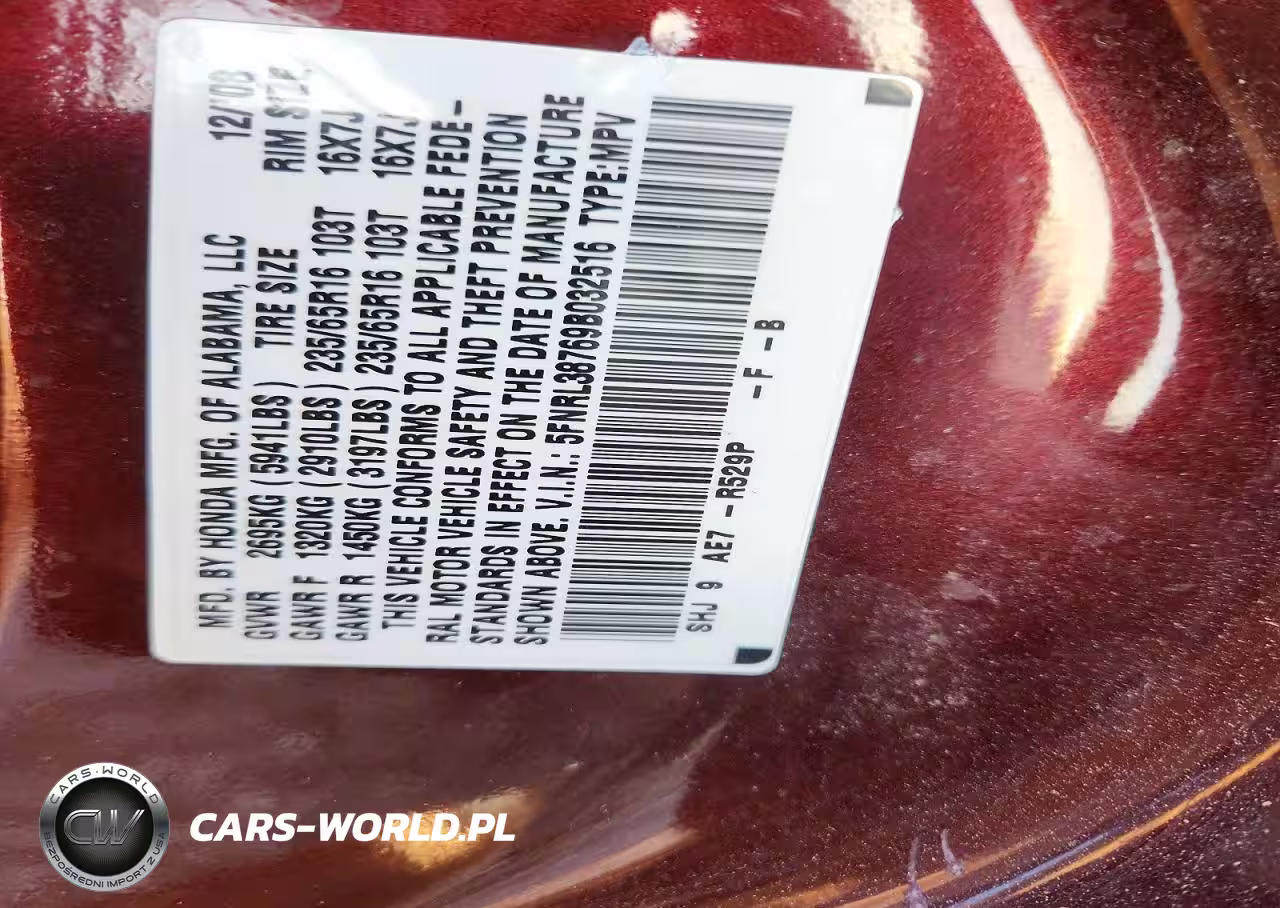 MFD. BY HONDA MFG. OF ALABAMA, LLC 12/08
GVWR 2695KG (5941LBS) TIRE SIZE RIM SIZE
GAWR F 1320KG (2910LBS) 235/65R16 103T 16X7J
GAWR R 1450KG (3197LBS) 235/65R16 103T 16X7J
THIS VEHICLE CONFORMS TO ALL APPLICABLE FEDE-
RAL MOTOR VEHICLE SAFETY AND THEFT PREVENTION
STANDARDS IN EFFECT ON THE DATE OF MANUFACTURE
SHOWN ABOVE. V.I.N.: 5FNRL38769B032516 TYPE:MPV
SHJ 9 AE7 -R529P -F -B
CARS-WORLD
CW
BEZPOŚREDNI IMPORT Z USA
CARS-WORLD.PL